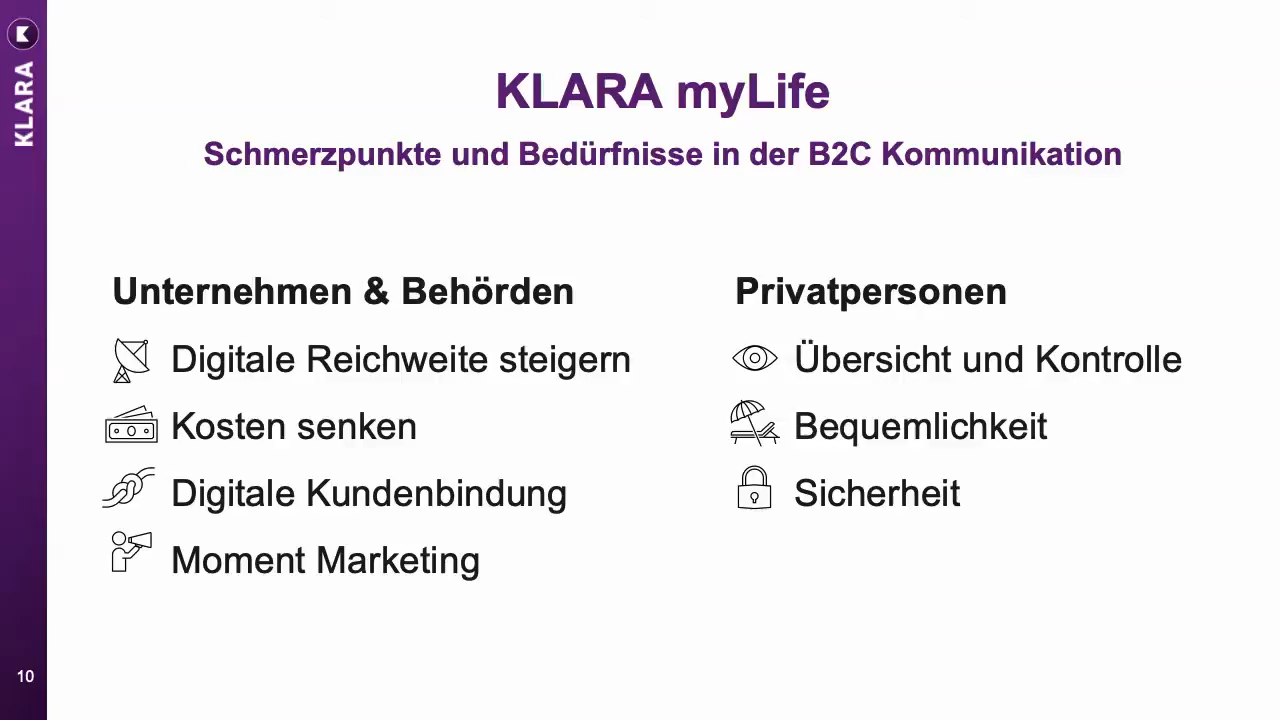 KLARA
KLARA myLife
Schmerzpunkte und Bedürfnisse in der B2C Kommunikation
Unternehmen & Behörden
Digitale Reichweite steigern
Kosten senken
Digitale Kundenbindung
Moment Marketing
Privatpersonen
Übersicht und Kontrolle
Bequemlichkeit
Sicherheit
10